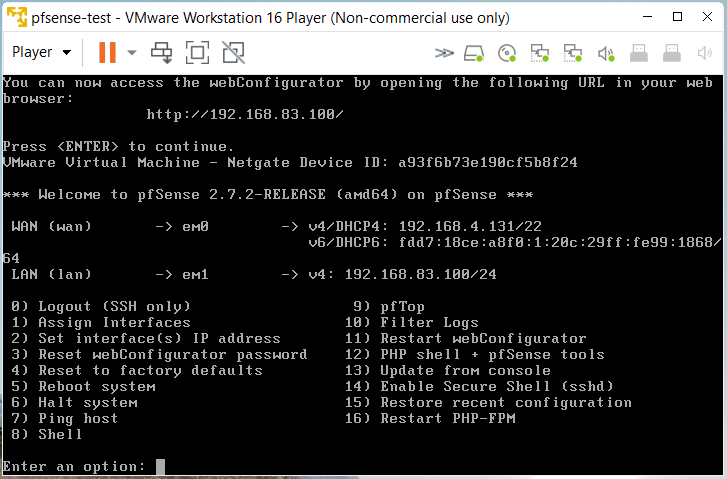 pfsense-test - VMware Workstation 16 Player (Non-commercial use only)
Player
You can now access the webConfigurator by opening the following URL in your web
browser:
http://192.168.83.100/
Press <ENTER> to continue.
VMware Virtual Machine - Netgate Device ID: a93f6b73e190cf5b8f24
*** Welcome to pfSense 2.7.2-RELEASE (amd64) on pfSense ***
WAN (wan) -> em0 -> v4/DHCP4: 192.168.4.131/22
v6/DHCP6: fdd7:18ce:a8f0:1:20c:29ff:fe99:1868/
64
LAN (lan) -> em1 -> v4: 192.168.83.100/24
0) Logout (SSH only) 9) pfTop
1) Assign Interfaces 10) Filter Logs
2) Set interface(s) IP address 11) Restart webConfigurator
3) Reset webConfigurator password 12) PHP shell + pfSense tools
4) Reset to factory defaults 13) Update from console
5) Reboot system 14) Enable Secure Shell (sshd)
6) Halt system 15) Restore recent configuration
7) Ping host 16) Restart PHP-FPM
8) Shell
Enter an option: